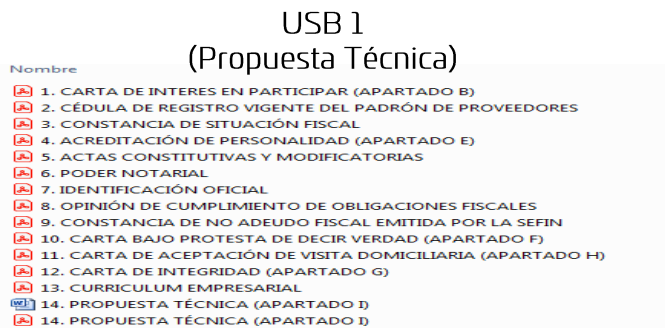 USB 1
(Propuesta Técnica)
Nombre
1. CARTA DE INTERES EN PARTICIPAR (APARTADO B)
2. CÉDULA DE REGISTRO VIGENTE DEL PADRÓN DE PROVEEDORES
3. CONSTANCIA DE SITUACIÓN FISCAL
4. ACREDITACIÓN DE PERSONALIDAD (APARTADO E)
5. ACTAS CONSTITUTIVAS Y MODIFICATORIAS
6. PODER NOTARIAL
7. IDENTIFICACIÓN OFICIAL
8. OPINIÓN DE CUMPLIMIENTO DE OBLIGACIONES FISCALES
9. CONSTANCIA DE NO ADEUDO FISCAL EMITIDA POR LA SEFIN
10. CARTA BAJO PROTESTA DE DECIR VERDAD (APARTADO F)
11. CARTA DE ACEPTACIÓN DE VISITA DOMICILIARIA (APARTADO H)
12. CARTA DE INTEGRIDAD (APARTADO G)
13. CURRICULUM EMPRESARIAL
14. PROPUESTA TÉCNICA (APARTADO I)
14. PROPUESTA TÉCNICA (APARTADO I)